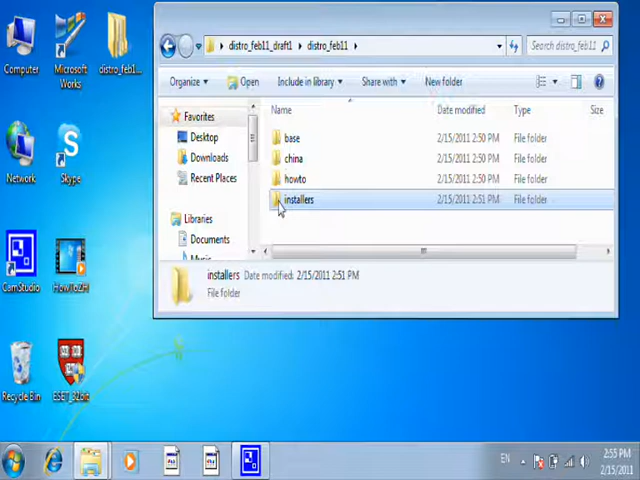 Computer
Microsoft Works
distro_feb1...
Network
Skype
CamStudio
HowToZH
Recycle Bin
ESET_32bit
distro_feb11_draft1 distro_feb11
Search distro_feb11
Organize Open Include in library Share with New folder
Favorites
Desktop
Downloads
Recent Places
Libraries
Documents
Music
Name Date modified Type Size
base 2/15/2011 2:50 PM File folder
china 2/15/2011 2:50 PM File folder
howto 2/15/2011 2:50 PM File folder
installers 2/15/2011 2:51 PM File folder
installers Date modified: 2/15/2011 2:51 PM
File folder
EN
2:55 PM
2/15/2011